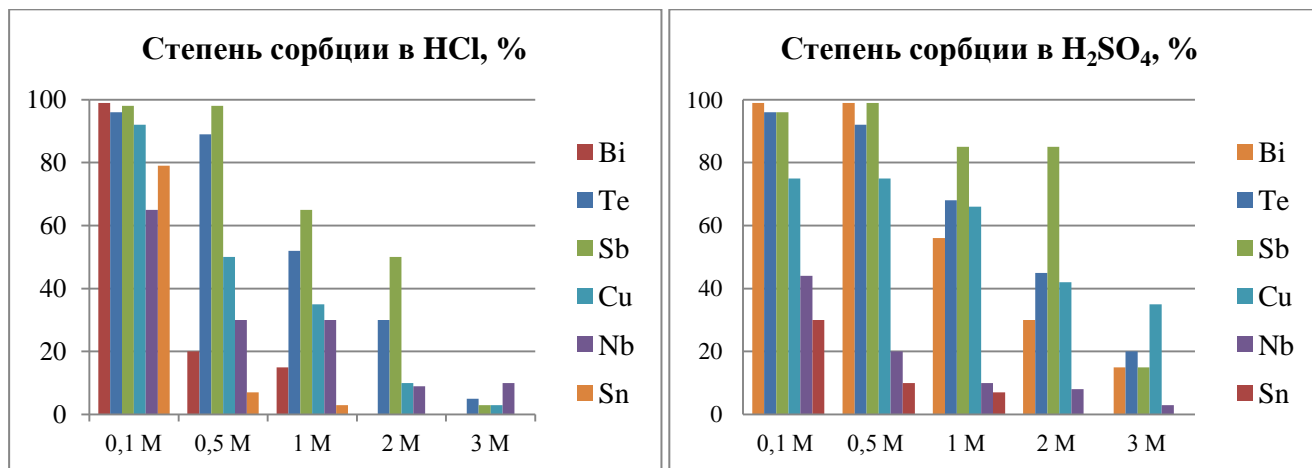 Степень сорбции в HCl, %
100
80
60
40
20
0
0,1 М
0,5 М
1 М
2 М
3 М
Bi
Te
Sb
Cu
Nb
Sn
Степень сорбции в H₂SO₄, %
100
80
60
40
20
0
0,1 М
0,5 М
1 М
2 М
3 М
Bi
Te
Sb
Cu
Nb
Sn